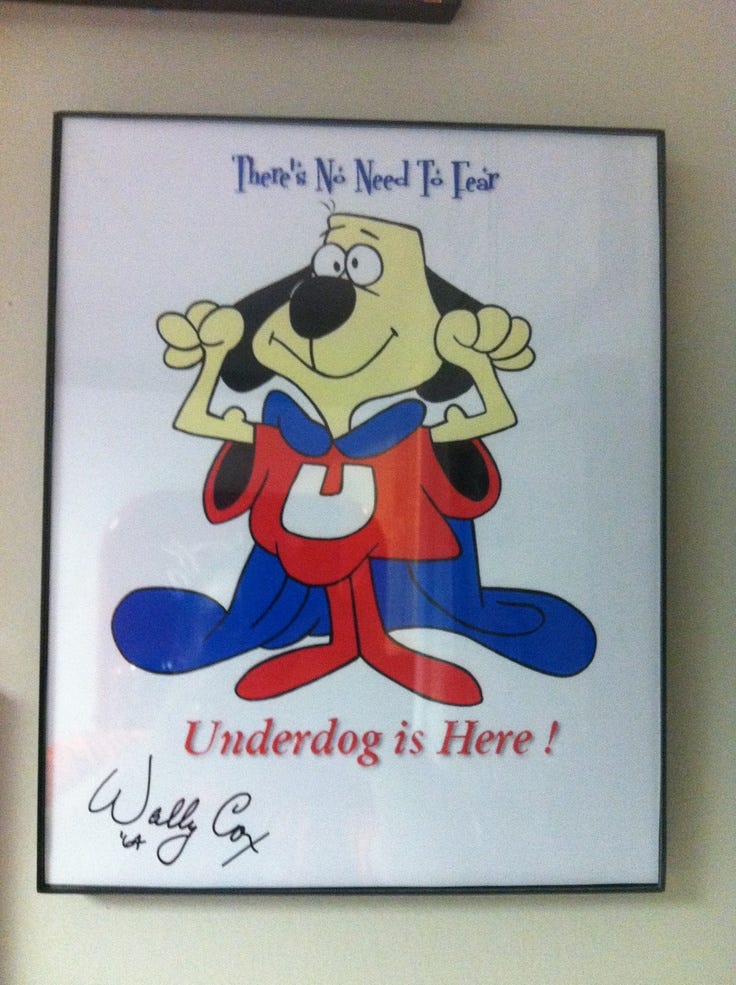 There's No Need To Fear
U
Underdog is Here !
Wally Cox
'64